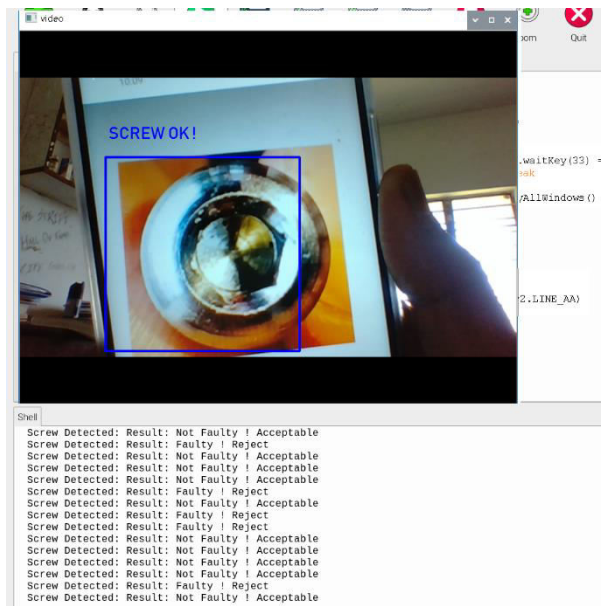 video
oom
Quit
10:09
SCREW OK!
.waitKey(33) =
eak
yAllWindows()
v2.LINE_AA)
Shell
Screw Detected: Result: Not Faulty ! Acceptable
Screw Detected: Result: Faulty ! Reject
Screw Detected: Result: Not Faulty ! Acceptable
Screw Detected: Result: Not Faulty ! Acceptable
Screw Detected: Result: Not Faulty ! Acceptable
Screw Detected: Result: Faulty ! Reject
Screw Detected: Result: Not Faulty ! Acceptable
Screw Detected: Result: Faulty ! Reject
Screw Detected: Result: Faulty ! Reject
Screw Detected: Result: Not Faulty ! Acceptable
Screw Detected: Result: Not Faulty ! Acceptable
Screw Detected: Result: Not Faulty ! Acceptable
Screw Detected: Result: Not Faulty ! Acceptable
Screw Detected: Result: Faulty ! Reject
Screw Detected: Result: Not Faulty ! Acceptable